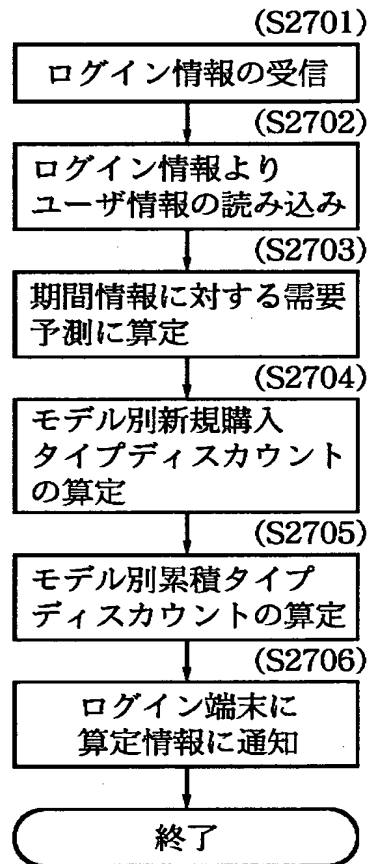 (S2701)
ログイン情報の受信
(S2702)
ログイン情報より
ユーザ情報の読み込み
(S2703)
期間情報に対する需要
予測に算定
(S2704)
モデル別新規購入
タイプディスカウント
の算定
(S2705)
モデル別累積タイプ
ディスカウントの算定
(S2706)
ログイン端末に
算定情報に通知
終了